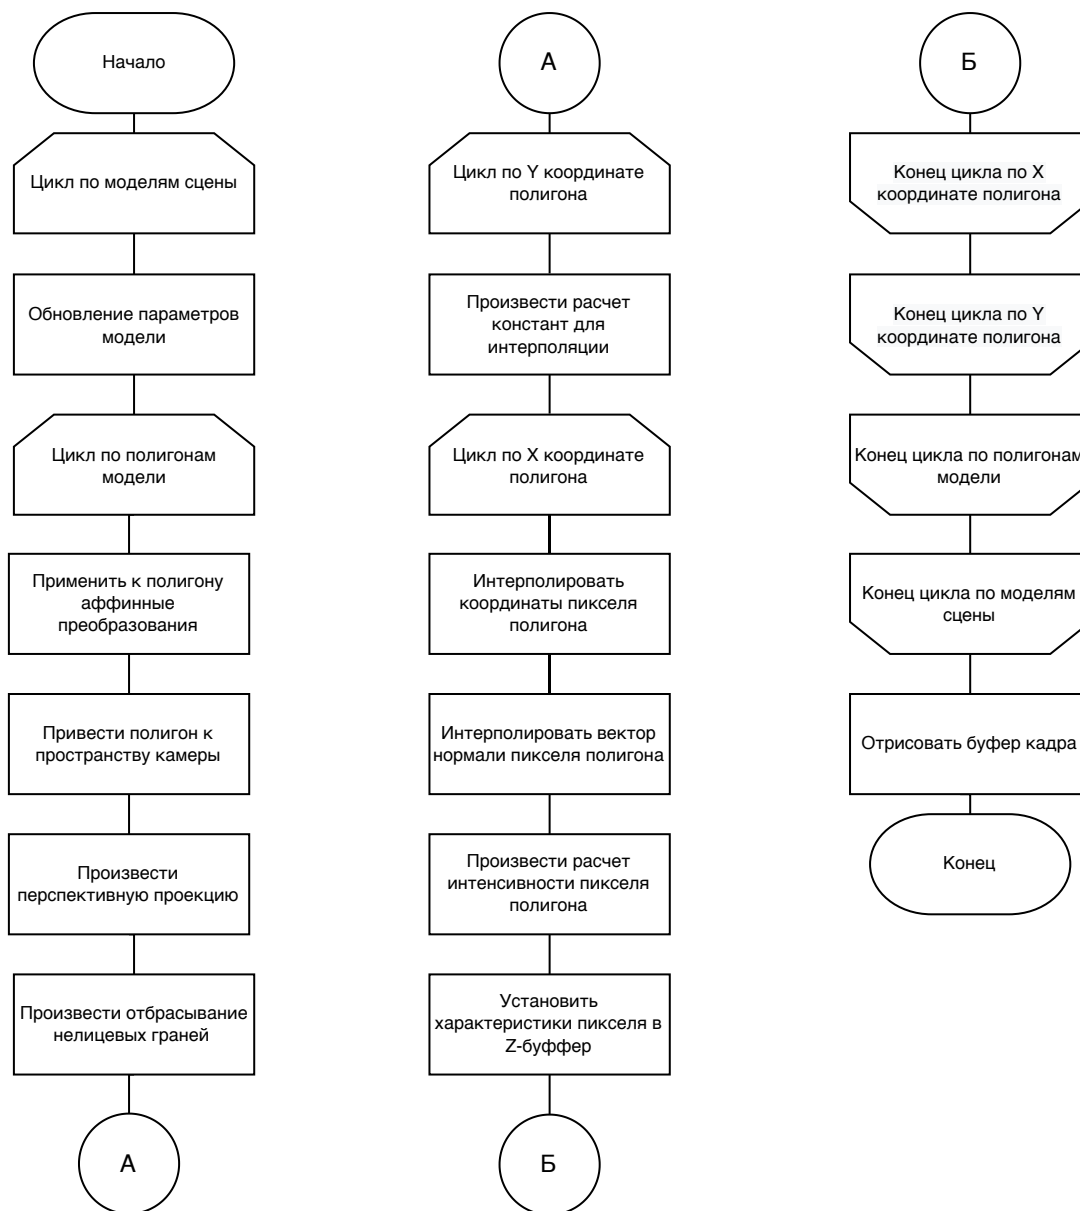 Начало
Цикл по моделям сцены
Обновление параметров
модели
Цикл по полигонам
модели
Применить к полигону
аффинные
преобразования
Привести полигон к
пространству камеры
Произвести
перспективную проекцию
Произвести отбрасывание
нелицевых граней
А
А
Цикл по Y координате
полигона
Произвести расчет
констант для
интерполяции
Цикл по X координате
полигона
Интерполировать
координаты пикселя
полигона
Интерполировать вектор
нормали пикселя полигона
Произвести расчет
интенсивности пикселя
полигона
Установить
характеристики пикселя в
Z-буффер
Б
Б
Конец цикла по X
координате полигона
Конец цикла по Y
координате полигона
Конец цикла по полигонам
модели
Конец цикла по моделям
сцены
Отрисовать буфер кадра
Конец